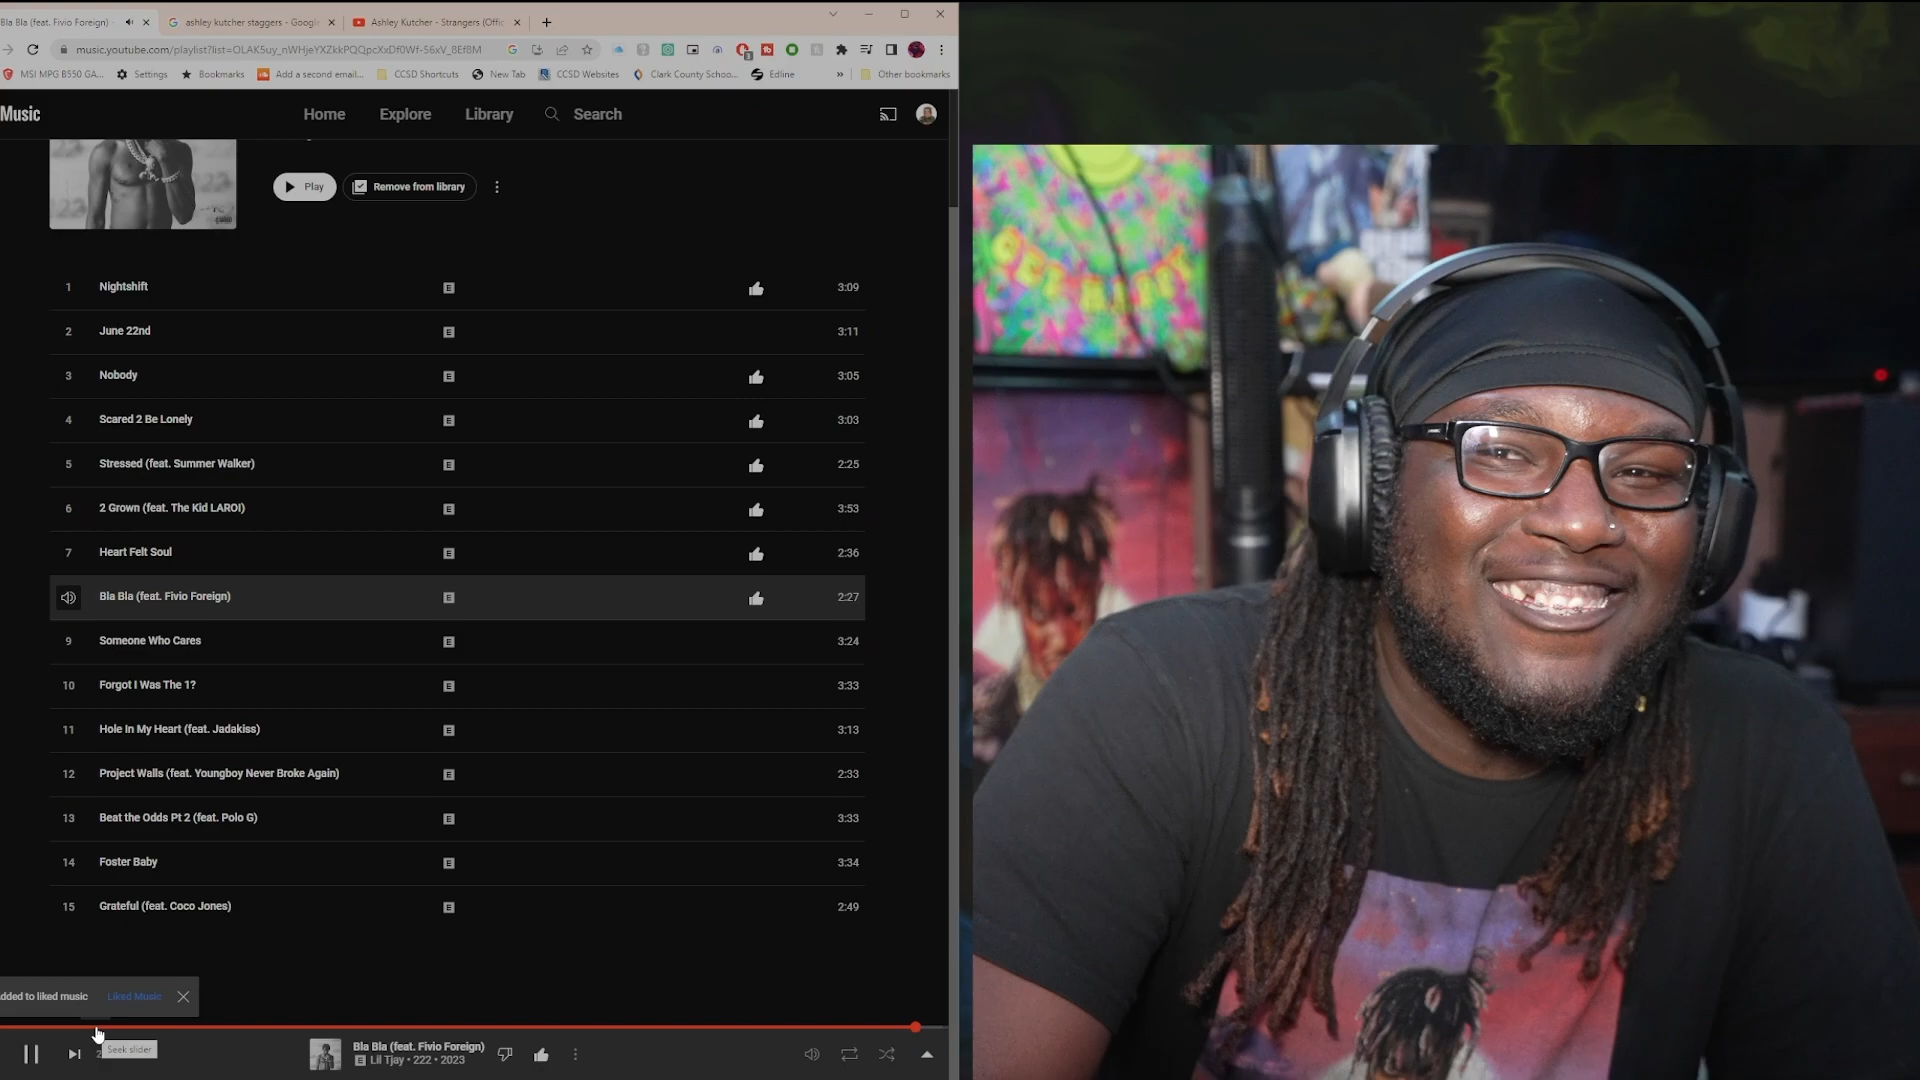 Bla Bla (feat. Fivio Foreign) -
ashley kutcher staggers - Google
Ashley Kutcher - Strangers (Offic
music.youtube.com/playlist?list=OLAK5uy_nWHjeYXZkkPQQpcXxDf0Wf-56xV_8Ef8M
MSI MPG B550 GA... Settings Bookmarks Add a second email... CCSD Shortcuts New Tab CCSD Websites Clark County Schoo... Edline » Other bookmarks
Music Home Explore Library Search
Play Remove from library
1 Nightshift E 3:09
2 June 22nd E 3:11
3 Nobody E 3:05
4 Scared 2 Be Lonely E 3:03
5 Stressed (feat. Summer Walker) E 2:25
6 2 Grown (feat. The Kid LAROI) E 3:53
7 Heart Felt Soul E 2:36
Bla Bla (feat. Fivio Foreign) E 2:27
9 Someone Who Cares E 3:24
10 Forgot I Was The 1? E 3:33
11 Hole In My Heart (feat. Jadakiss) E 3:13
12 Project Walls (feat. Youngboy Never Broke Again) E 2:33
13 Beat the Odds Pt 2 (feat. Polo G) E 3:33
14 Foster Baby E 3:34
15 Grateful (feat. Coco Jones) E 2:49
dded to liked music Liked Music
Seek slider
Bla Bla (feat. Fivio Foreign)
E Lil Tjay • 222 • 2023